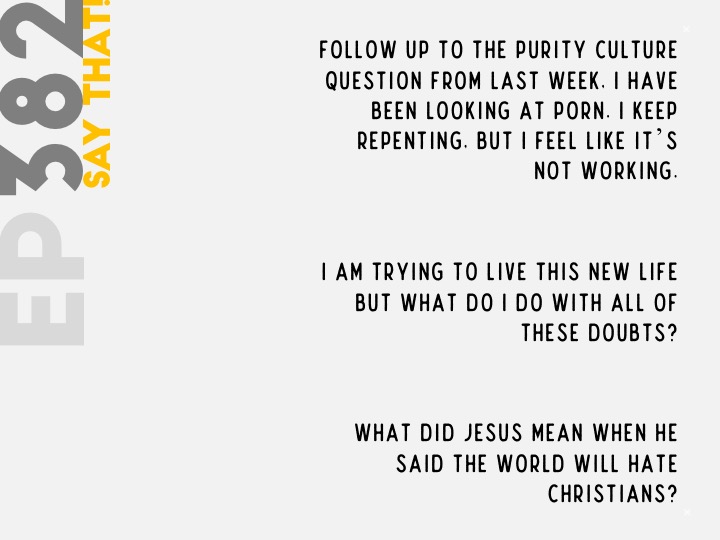 EP 382
SAY THAT!
FOLLOW UP TO THE PURITY CULTURE
QUESTION FROM LAST WEEK. I HAVE
BEEN LOOKING AT PORN. I KEEP
REPENTING. BUT I FEEL LIKE IT'S
NOT WORKING.
I AM TRYING TO LIVE THIS NEW LIFE
BUT WHAT DO I DO WITH ALL OF
THESE DOUBTS?
WHAT DID JESUS MEAN WHEN HE
SAID THE WORLD WILL HATE
CHRISTIANS?